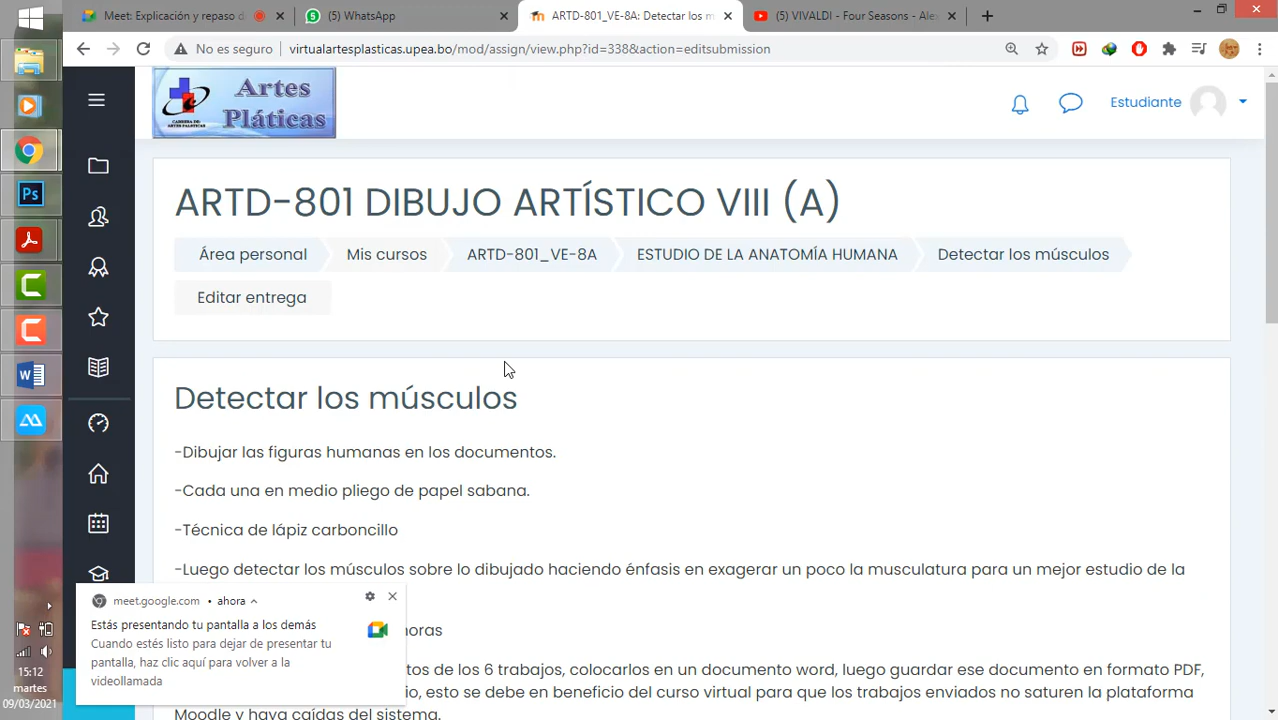 Meet: Explicación y repaso d
(5) WhatsApp
ARTD-801_VE-8A: Detectar los m
(5) VIVALDI - Four Seasons - Ale
No es seguro
virtualartesplasticas.upea.bo/mod/assign/view.php?id=338&action=editsubmission
Artes
Pláticas
Estudiante
ARTD-801 DIBUJO ARTÍSTICO VIII (A)
Área personal
Mis cursos
ARTD-801_VE-8A
ESTUDIO DE LA ANATOMÍA HUMANA
Detectar los músculos
Editar entrega
Detectar los músculos
-Dibujar las figuras humanas en los documentos.
-Cada una en medio pliego de papel sabana.
-Técnica de lápiz carboncillo
-Luego detectar los músculos sobre lo dibujado haciendo énfasis en exagerar un poco la musculatura para un mejor estudio de la
horas
tos de los 6 trabajos, colocarlos en un documento word, luego guardar ese documento en formato PDF,
io, esto se debe en beneficio del curso virtual para que los trabajos enviados no saturen la plataforma
Moodle y haya caídas del sistema.
meet.google.com • ahora
Estás presentando tu pantalla a los demás
Cuando estés listo para dejar de presentar tu
pantalla, haz clic aquí para volver a la
videollamada
Ps
W
15:12
martes
09/03/2021